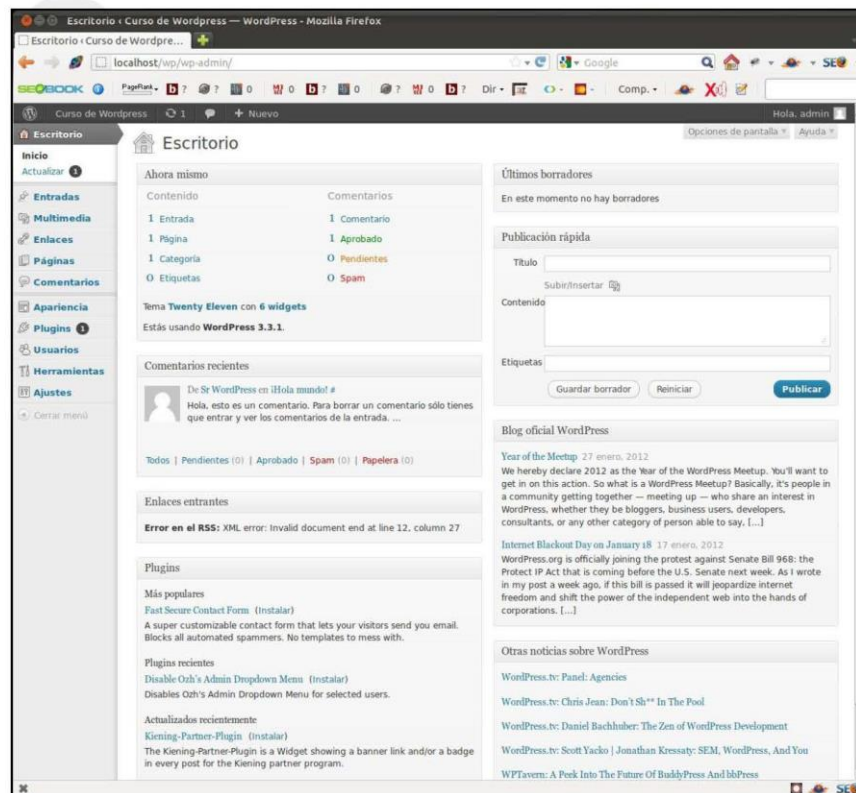 Escritorio ‹ Curso de Wordpress — WordPress - Mozilla Firefox
Escritorio ‹ Curso de Wordpre...
localhost/wp/wp-admin/
Google
SEOBOOK PageRank ? ? 0 0 ? 0 ? 0 ? Dir Comp. SEO
Curso de Wordpress 1 + Nuevo
Hola, admin
Escritorio
Inicio
Actualizar 1
Entradas
Multimedia
Enlaces
Páginas
Comentarios
Apariencia
Plugins 1
Usuarios
Herramientas
Ajustes
Cerrar menú
Opciones de pantalla Ayuda
Escritorio
Ahora mismo
Contenido Comentarios
1 Entrada 1 Comentario
1 Página 1 Aprobado
1 Categoría 0 Pendientes
0 Etiquetas 0 Spam
Tema Twenty Eleven con 6 widgets
Estás usando WordPress 3.3.1.
Comentarios recientes
De Sr WordPress en ¡Hola mundo! #
Hola, esto es un comentario. Para borrar un comentario sólo tienes
que entrar y ver los comentarios de la entrada. ...
Todos | Pendientes (0) | Aprobado | Spam (0) | Papelera (0)
Enlaces entrantes
Error en el RSS: XML error: Invalid document end at line 12, column 27
Plugins
Más populares
Fast Secure Contact Form (Instalar)
A super customizable contact form that lets your visitors send you email.
Blocks all automated spammers. No templates to mess with.
Plugins recientes
Disable Ozh's Admin Dropdown Menu (Instalar)
Disables Ozh's Admin Dropdown Menu for selected users.
Actualizados recientemente
Kiening-Partner-Plugin (Instalar)
The Kiening-Partner-Plugin is a Widget showing a banner link and/or a badge
in every post for the Kiening partner program.
Últimos borradores
En este momento no hay borradores
Publicación rápida
Título
Subir/Insertar
Contenido
Etiquetas
Guardar borrador Reiniciar Publicar
Blog oficial WordPress
Year of the Meetup 27 enero, 2012
We hereby declare 2012 as the Year of the WordPress Meetup. You'll want to
get in on this action. So what is a WordPress Meetup? Basically, it's people in
a community getting together — meeting up — who share an interest in
WordPress, whether they be bloggers, business users, developers,
consultants, or any other category of person able to say, [...]
Internet Blackout Day on January 18 17 enero, 2012
WordPress.org is officially joining the protest against Senate Bill 968: the
Protect IP Act that is coming before the U.S. Senate next week. As I wrote
in my post a week ago, if this bill is passed it will jeopardize internet
freedom and shift the power of the independent web into the hands of
corporations. [...]
Otras noticias sobre WordPress
WordPress.tv: Panel: Agencies
WordPress.tv: Chris Jean: Don't Sh** In The Pool
WordPress.tv: Daniel Bachhuber: The Zen of WordPress Development
WordPress.tv: Scott Yacko | Jonathan Kressaty: SEM, WordPress, And You
WPTavern: A Peek Into The Future Of BuddyPress And bbPress
SEO